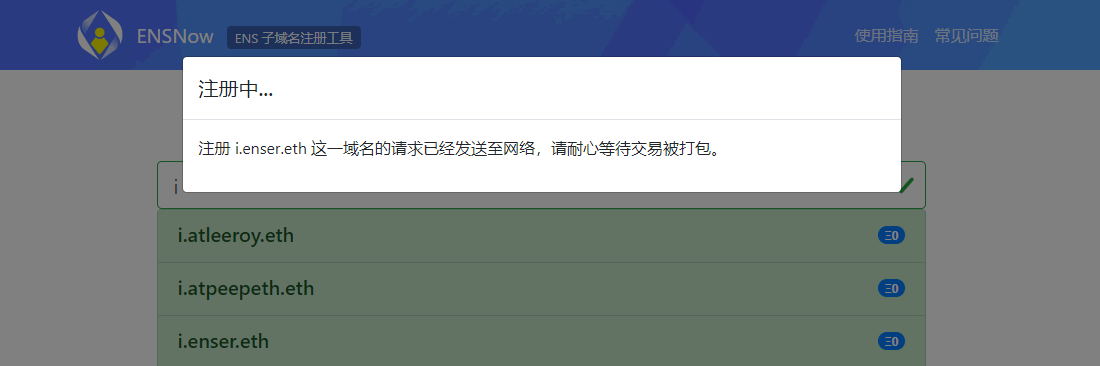 ENSNow ENS 子域名注册工具 使用指南 常见问题
注册中...
注册 i.enser.eth 这一域名的请求已经发送至网络，请耐心等待交易被打包。
i
i.atleeroy.eth Ξ0
i.atpeepeth.eth Ξ0
i.enser.eth Ξ0